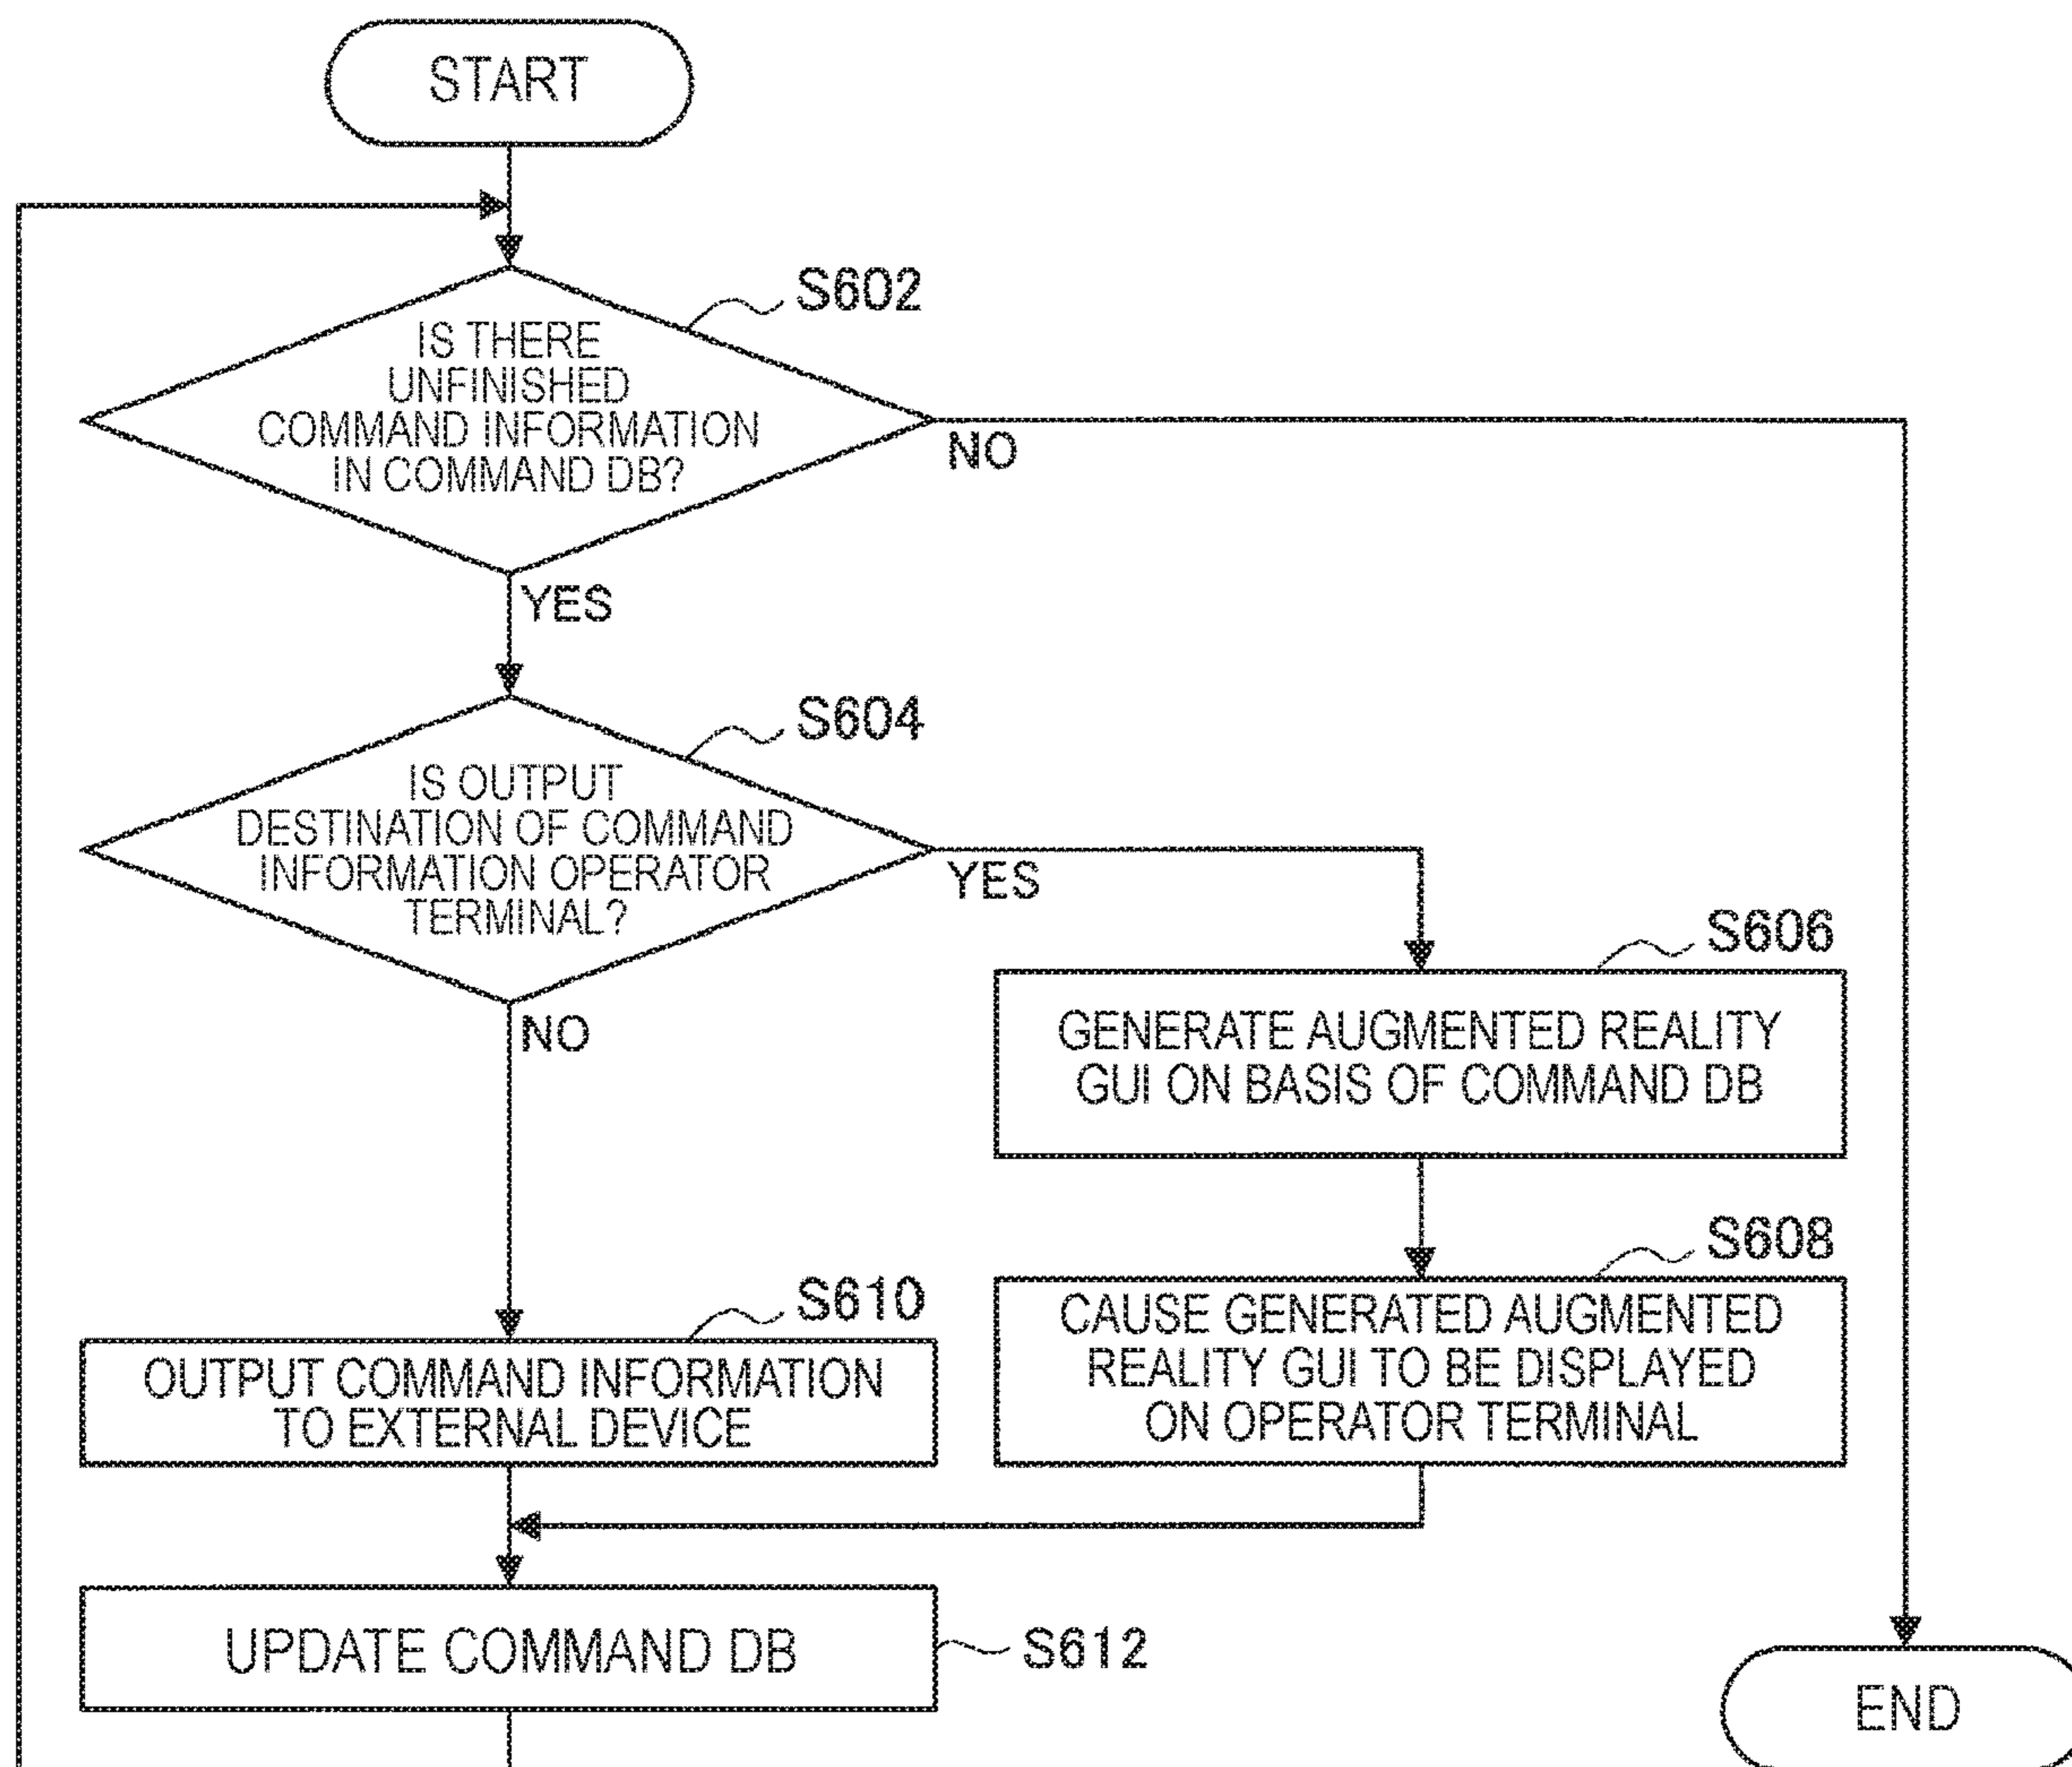 START
S602
IS THERE
UNFINISHED
COMMAND INFORMATION
IN COMMAND DB?
NO
YES
S604
IS OUTPUT
DESTINATION OF COMMAND
INFORMATION OPERATOR
TERMINAL?
YES
NO
S606
GENERATE AUGMENTED REALITY
GUI ON BASIS OF COMMAND DB
S608
CAUSE GENERATED AUGMENTED
REALITY GUI TO BE DISPLAYED
ON OPERATOR TERMINAL
S610
OUTPUT COMMAND INFORMATION
TO EXTERNAL DEVICE
UPDATE COMMAND DB
S612
END